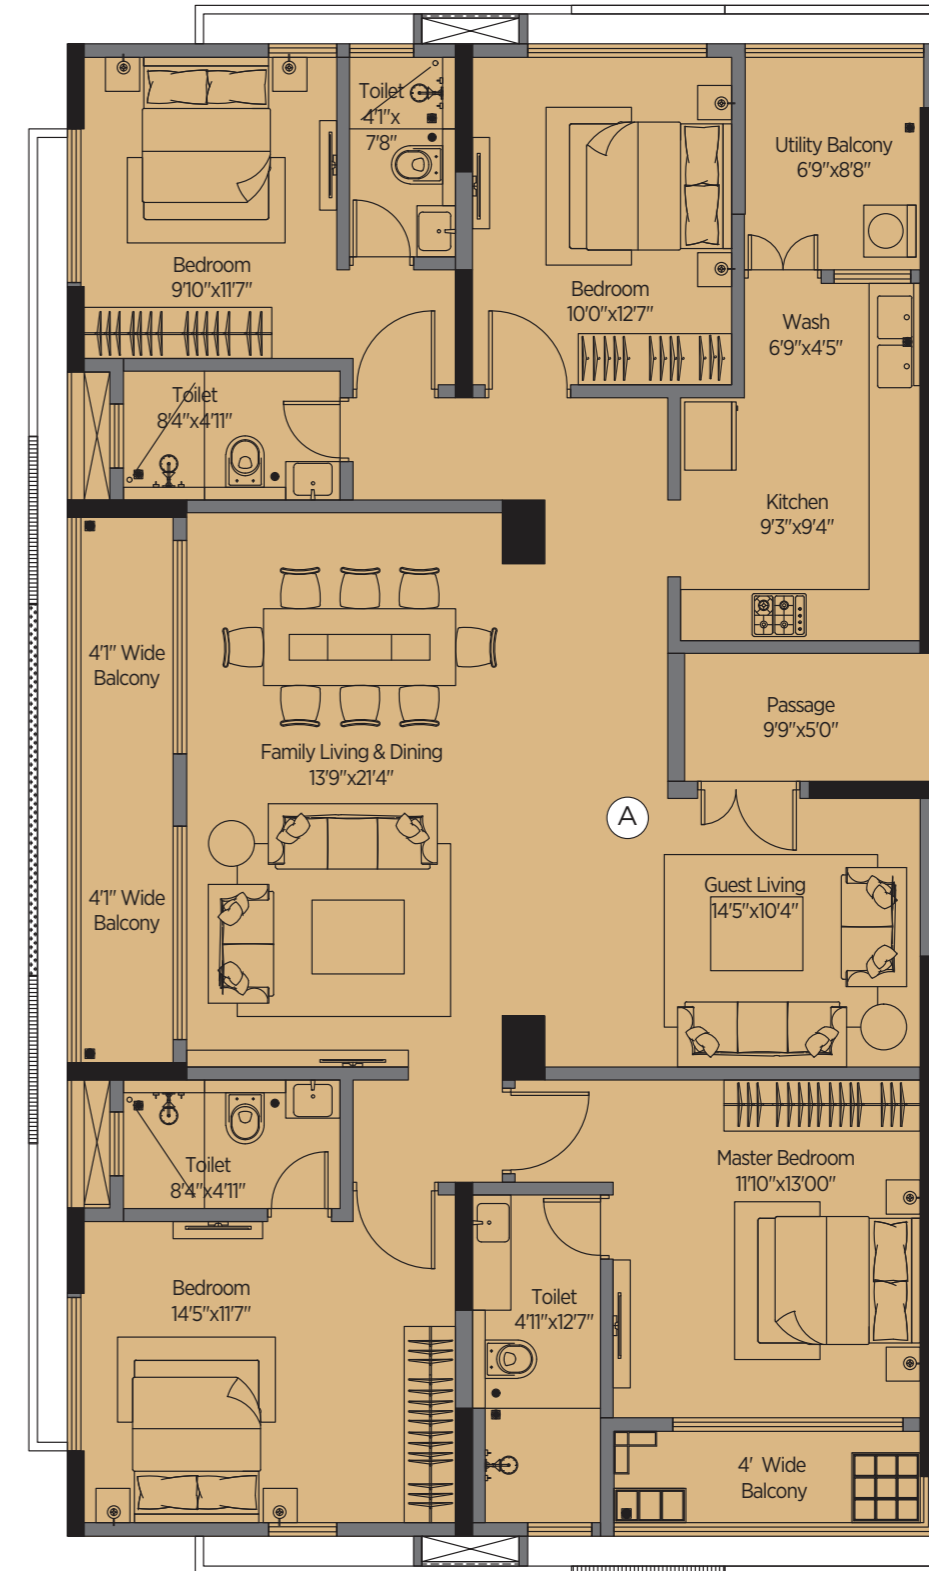 Toilet
4'1"x
7'8"
Utility Balcony
6'9"x8'8"
Bedroom
9'10"x11'7"
Bedroom
10'0"x12'7"
Wash
6'9"x4'5"
Toilet
8'4"x4'11"
Kitchen
9'3"x9'4"
4'1" Wide
Balcony
Passage
9'9"x5'0"
Family Living & Dining
13'9"x21'4"
A
4'1" Wide
Balcony
Guest Living
14'5"x10'4"
Toilet
8'4"x4'11"
Master Bedroom
11'10"x13'00"
Bedroom
14'5"x11'7"
Toilet
4'11"x12'7"
4' Wide
Balcony